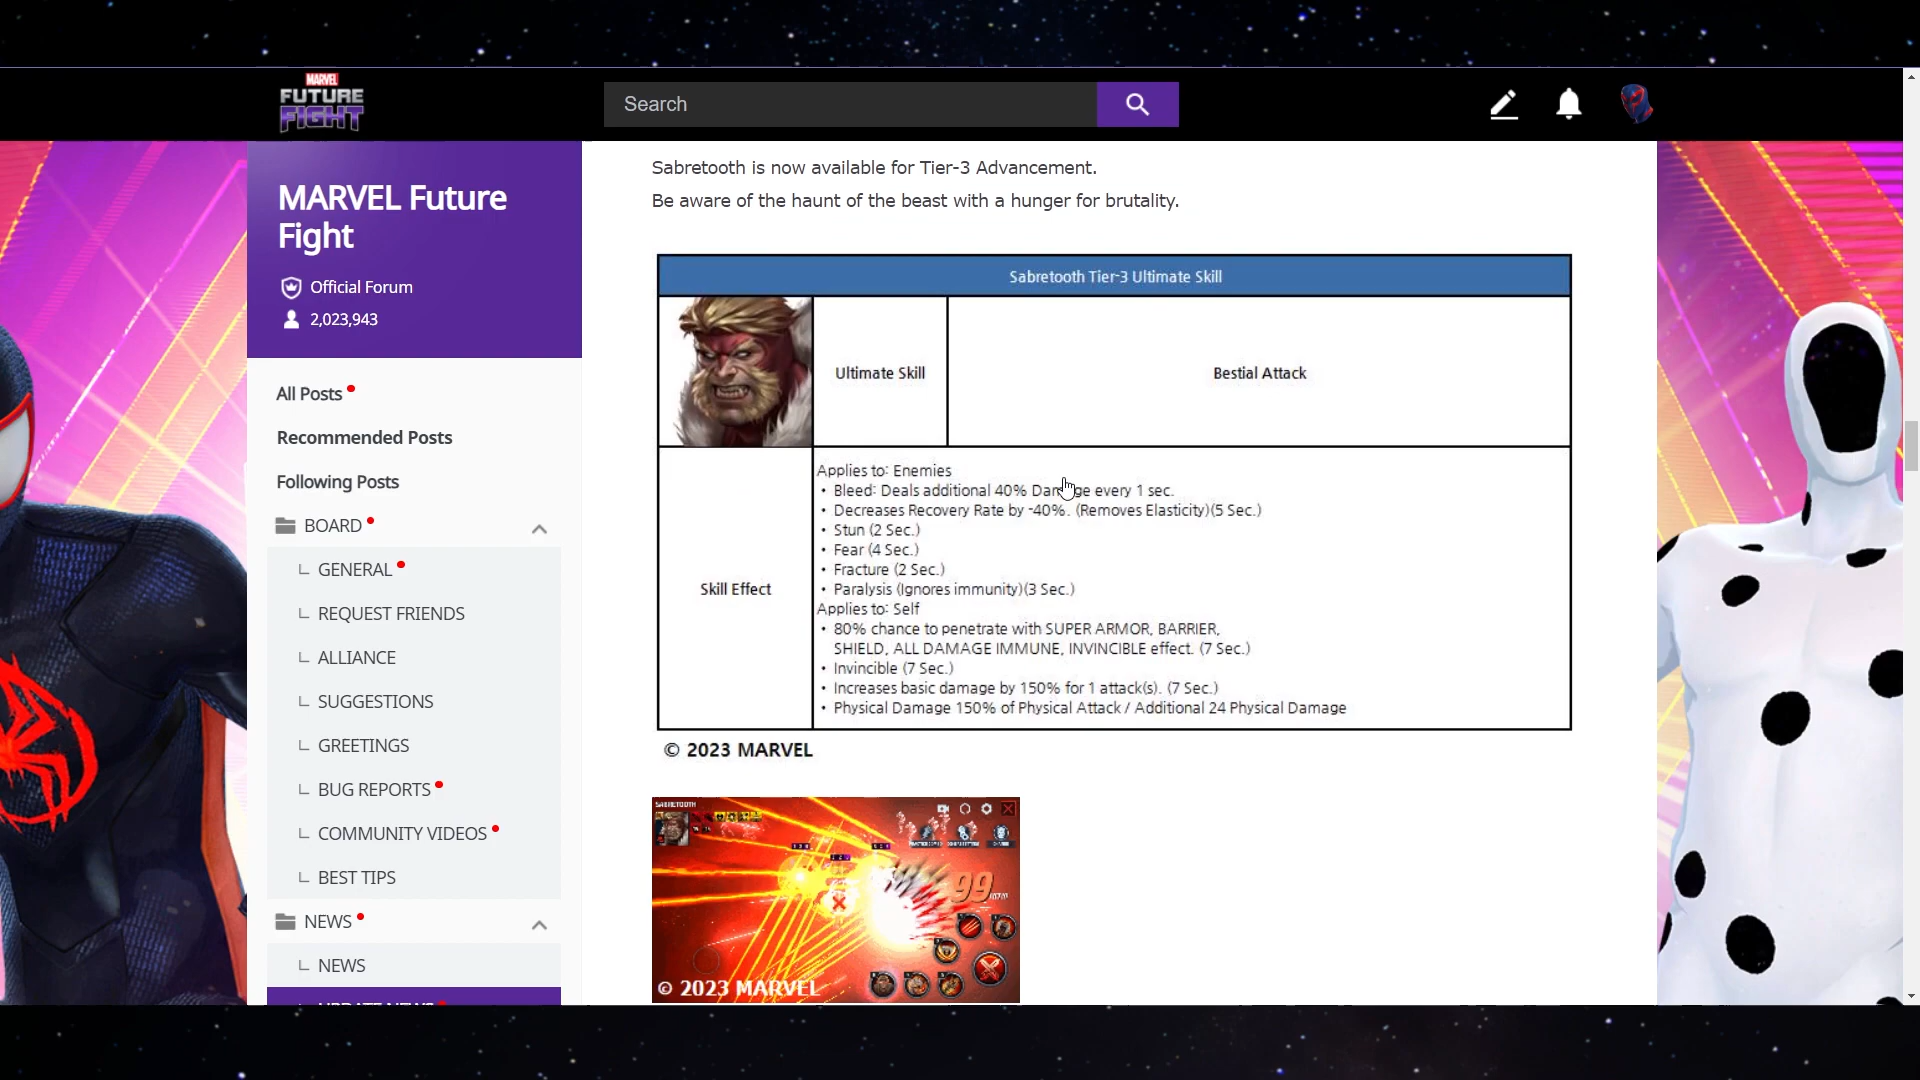 MARVEL
FUTURE
FIGHT
Search
MARVEL Future
Fight
Official Forum
2,023,943
All Posts
Recommended Posts
Following Posts
BOARD
GENERAL
REQUEST FRIENDS
ALLIANCE
SUGGESTIONS
GREETINGS
BUG REPORTS
COMMUNITY VIDEOS
BEST TIPS
NEWS
NEWS
UPDATE NEWS
Sabretooth is now available for Tier-3 Advancement.
Be aware of the haunt of the beast with a hunger for brutality.
Sabretooth Tier-3 Ultimate Skill
Ultimate Skill
Bestial Attack
Skill Effect
Applies to: Enemies
• Bleed: Deals additional 40% Damage every 1 sec.
• Decreases Recovery Rate by -40%. (Removes Elasticity)(5 Sec.)
• Stun (2 Sec.)
• Fear (4 Sec.)
• Fracture (2 Sec.)
• Paralysis (Ignores immunity)(3 Sec.)
Applies to: Self
• 80% chance to penetrate with SUPER ARMOR, BARRIER,
SHIELD, ALL DAMAGE IMMUNE, INVINCIBLE effect. (7 Sec.)
• Invincible (7 Sec.)
• Increases basic damage by 150% for 1 attack(s). (7 Sec.)
• Physical Damage 150% of Physical Attack / Additional 24 Physical Damage
© 2023 MARVEL
SABRETOOTH
99
© 2023 MARVEL